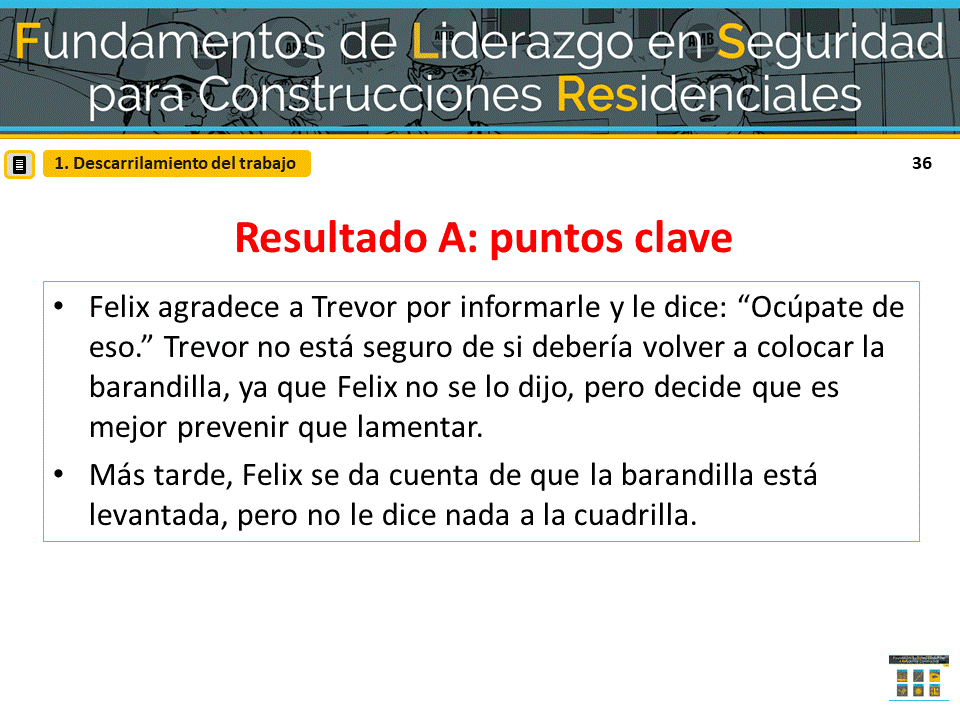 Fundamentos de Liderazgo en Seguridad
para Construcciones Residenciales
1. Descarrilamiento del trabajo
36
Resultado A: puntos clave
• Felix agradece a Trevor por informarle y le dice: “Ocúpate de
eso.” Trevor no está seguro de si debería volver a colocar la
barandilla, ya que Felix no se lo dijo, pero decide que es
mejor prevenir que lamentar.
• Más tarde, Felix se da cuenta de que la barandilla está
levantada, pero no le dice nada a la cuadrilla.